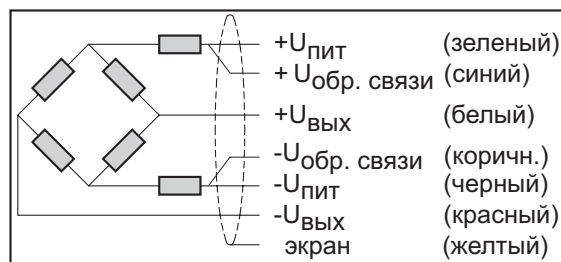 +Uпит (зеленый)
+ Uобр. связи (синий)
+Uвых (белый)
-Uобр. связи (коричн.)
-Uпит (черный)
-Uвых (красный)
экран (желтый)